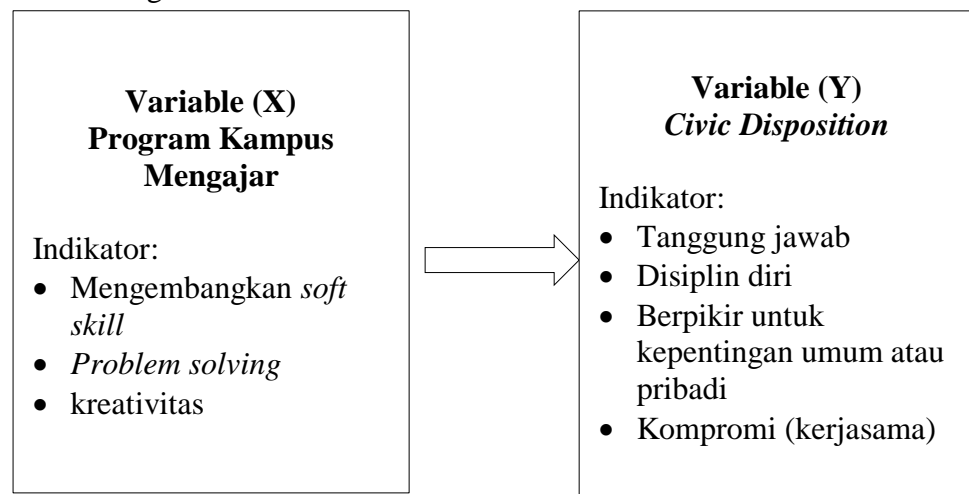 Variable (X)
Program Kampus
Mengajar
Indikator:
• Mengembangkan soft
skill
• Problem solving
• kreativitas
Variable (Y)
Civic Disposition
Indikator:
• Tanggung jawab
• Disiplin diri
• Berpikir untuk
kepentingan umum atau
pribadi
• Kompromi (kerjasama)